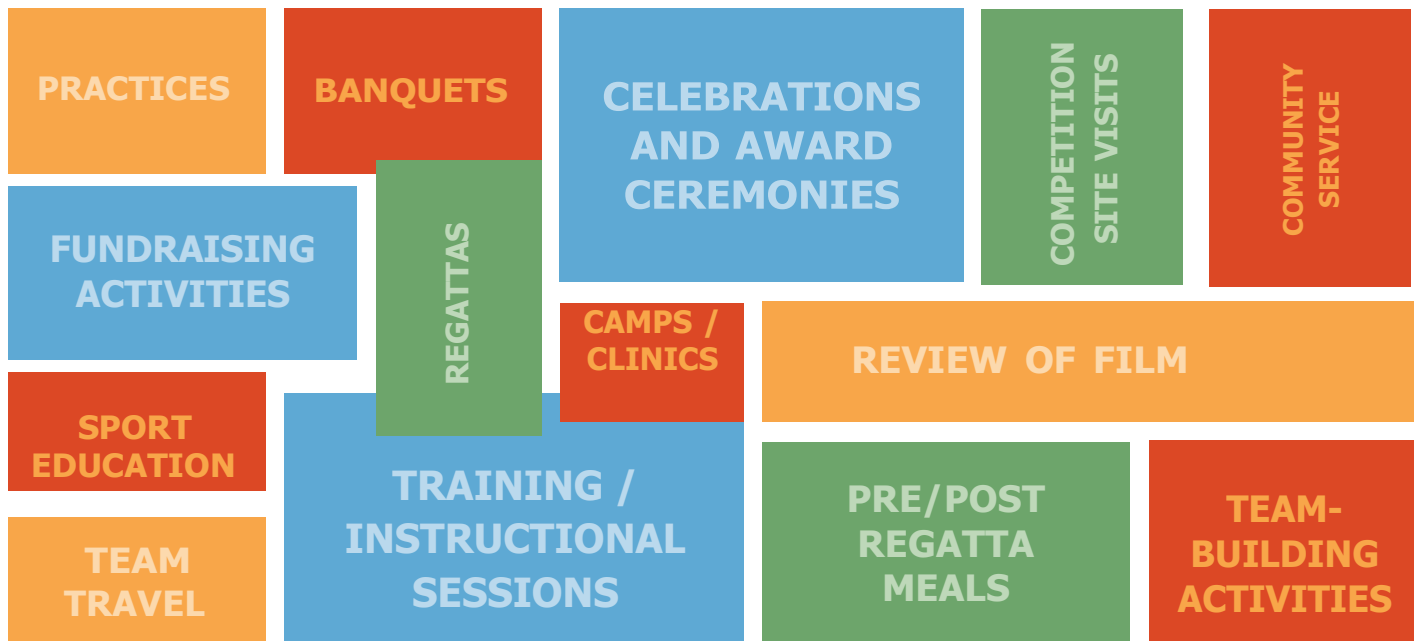 PRACTICES
BANQUETS
CELEBRATIONS
AND AWARD
CEREMONIES
COMPETITION
SITE VISITS
COMMUNITY
SERVICE
FUNDRAISING
ACTIVITIES
REGATTAS
CAMPS /
CLINICS
REVIEW OF FILM
SPORT
EDUCATION
TRAINING /
INSTRUCTIONAL
SESSIONS
PRE/POST
REGATTA
MEALS
TEAM-
BUILDING
ACTIVITIES
TEAM
TRAVEL